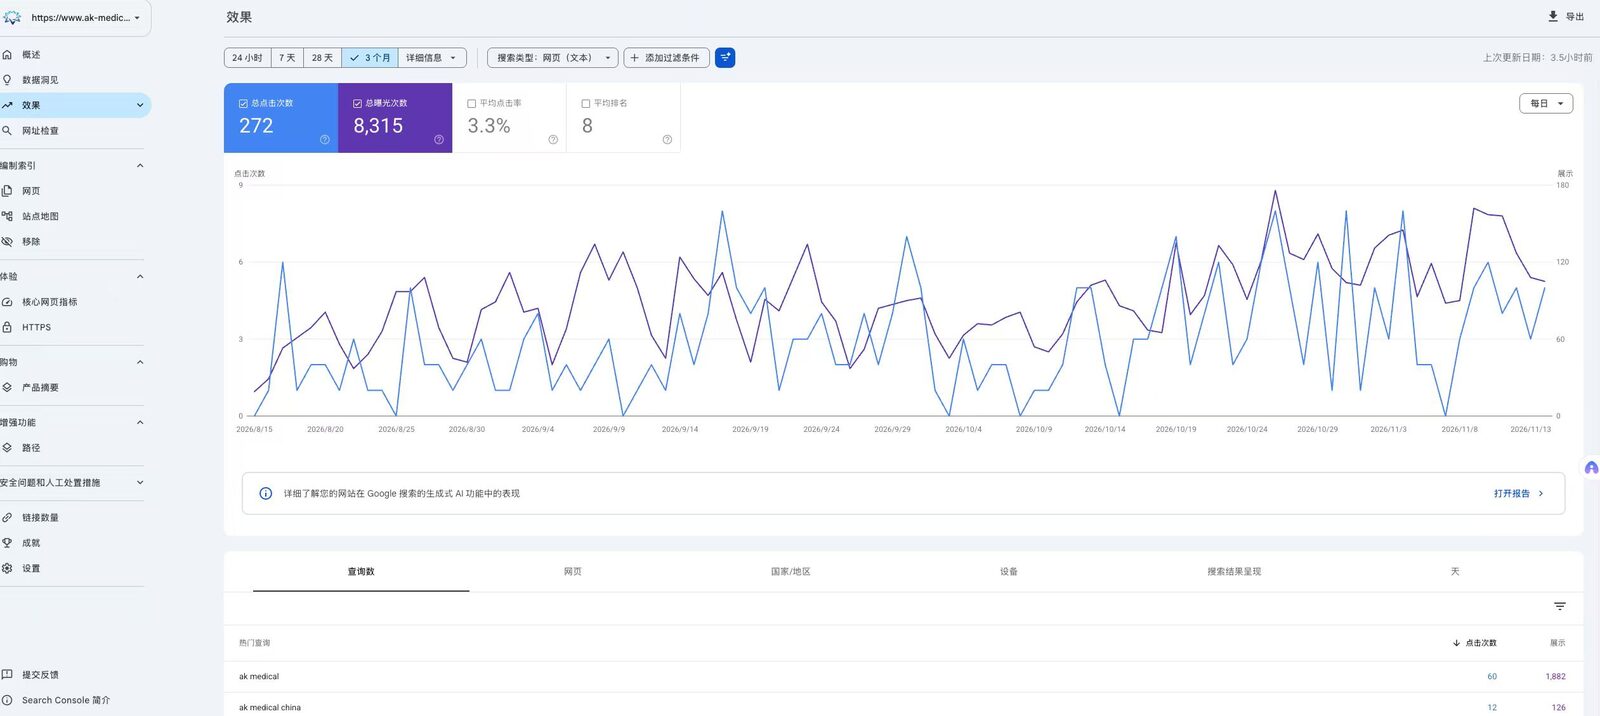 https://www.ak-medic...
概述
数据洞见
效果
网址检查
编制索引
网页
站点地图
移除
体验
核心网页指标
HTTPS
购物
产品摘要
增强功能
路径
安全问题和人工处置措施
链接数量
成就
设置
提交反馈
Search Console 简介
效果
导出
24 小时
7 天
28 天
3 个月
详细信息
搜索类型：网页（文本）
添加过滤条件
上次更新日期：3.5小时前
总点击次数
272
总曝光次数
8,315
平均点击率
3.3%
平均排名
8
每日
点击次数
展示
9
180
6
120
3
60
0
0
2026/8/15 2026/8/20 2026/8/25 2026/8/30 2026/9/4 2026/9/9 2026/9/14 2026/9/19 2026/9/24 2026/9/29 2026/10/4 2026/10/9 2026/10/14 2026/10/19 2026/10/24 2026/10/29 2026/11/3 2026/11/8 2026/11/13
详细了解您的网站在 Google 搜索的生成式 AI 功能中的表现
打开报告
查询数 网页 国家/地区 设备 搜索结果呈现 天
热门查询 点击次数 展示
ak medical 60 1,882
ak medical china 12 126